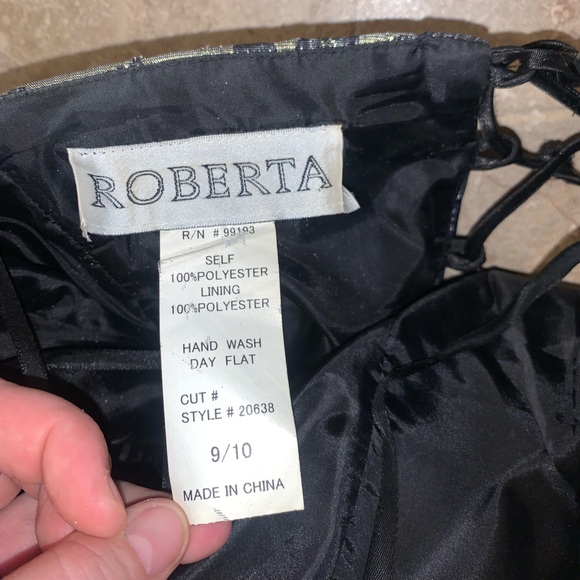 ROBERTA
R/N # 99193
SELF
100%POLYESTER
LINING
100%POLYESTER
HAND WASH
DAY FLAT
CUT #
STYLE # 20638
9/10
MADE IN CHINA